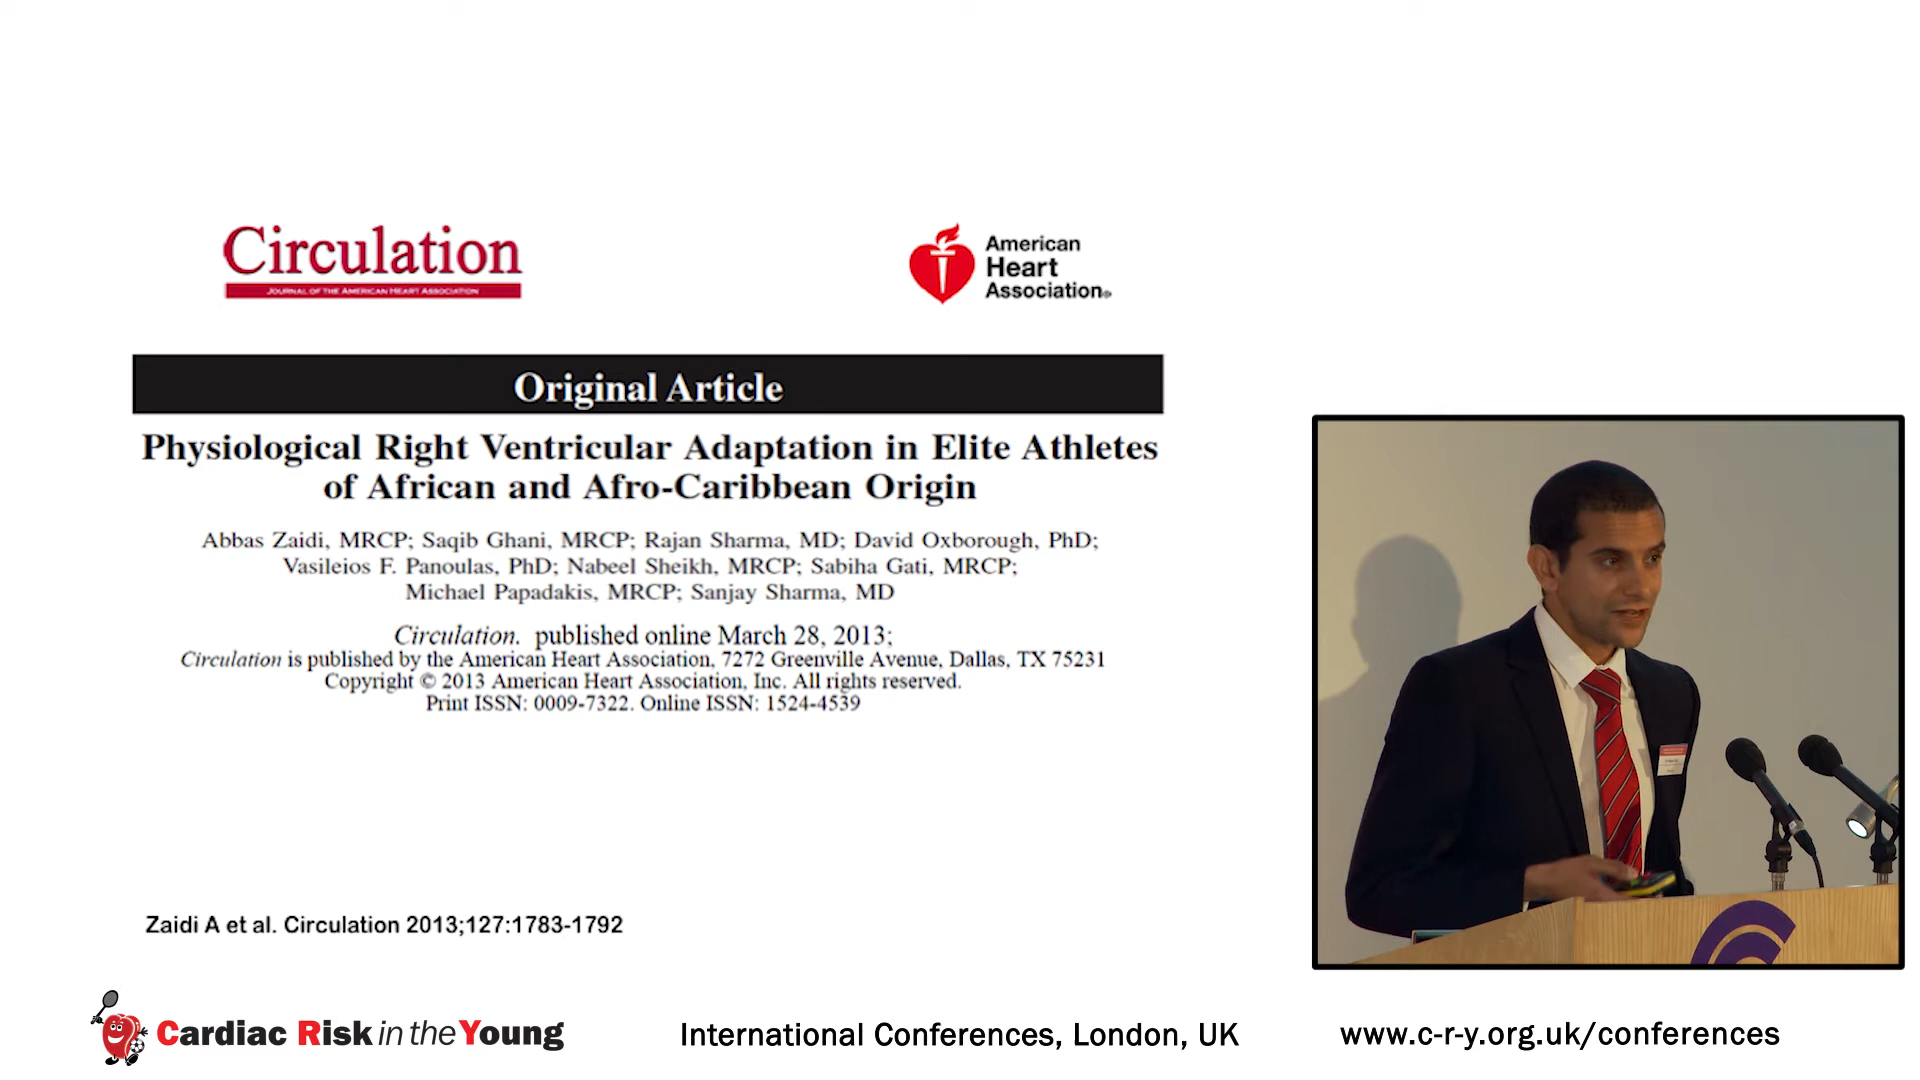 Circulation
JOURNAL OF THE AMERICAN HEART ASSOCIATION
American
Heart
Association®
Original Article
Physiological Right Ventricular Adaptation in Elite Athletes
of African and Afro-Caribbean Origin
Abbas Zaidi, MRCP; Saqib Ghani, MRCP; Rajan Sharma, MD; David Oxborough, PhD;
Vasileios F. Panoulas, PhD; Nabeel Sheikh, MRCP; Sabiha Gati, MRCP;
Michael Papadakis, MRCP; Sanjay Sharma, MD
Circulation. published online March 28, 2013;
Circulation is published by the American Heart Association, 7272 Greenville Avenue, Dallas, TX 75231
Copyright © 2013 American Heart Association, Inc. All rights reserved.
Print ISSN: 0009-7322. Online ISSN: 1524-4539
Zaidi A et al. Circulation 2013;127:1783-1792
Cardiac Risk in the Young
International Conferences, London, UK
www.c-r-y.org.uk/conferences